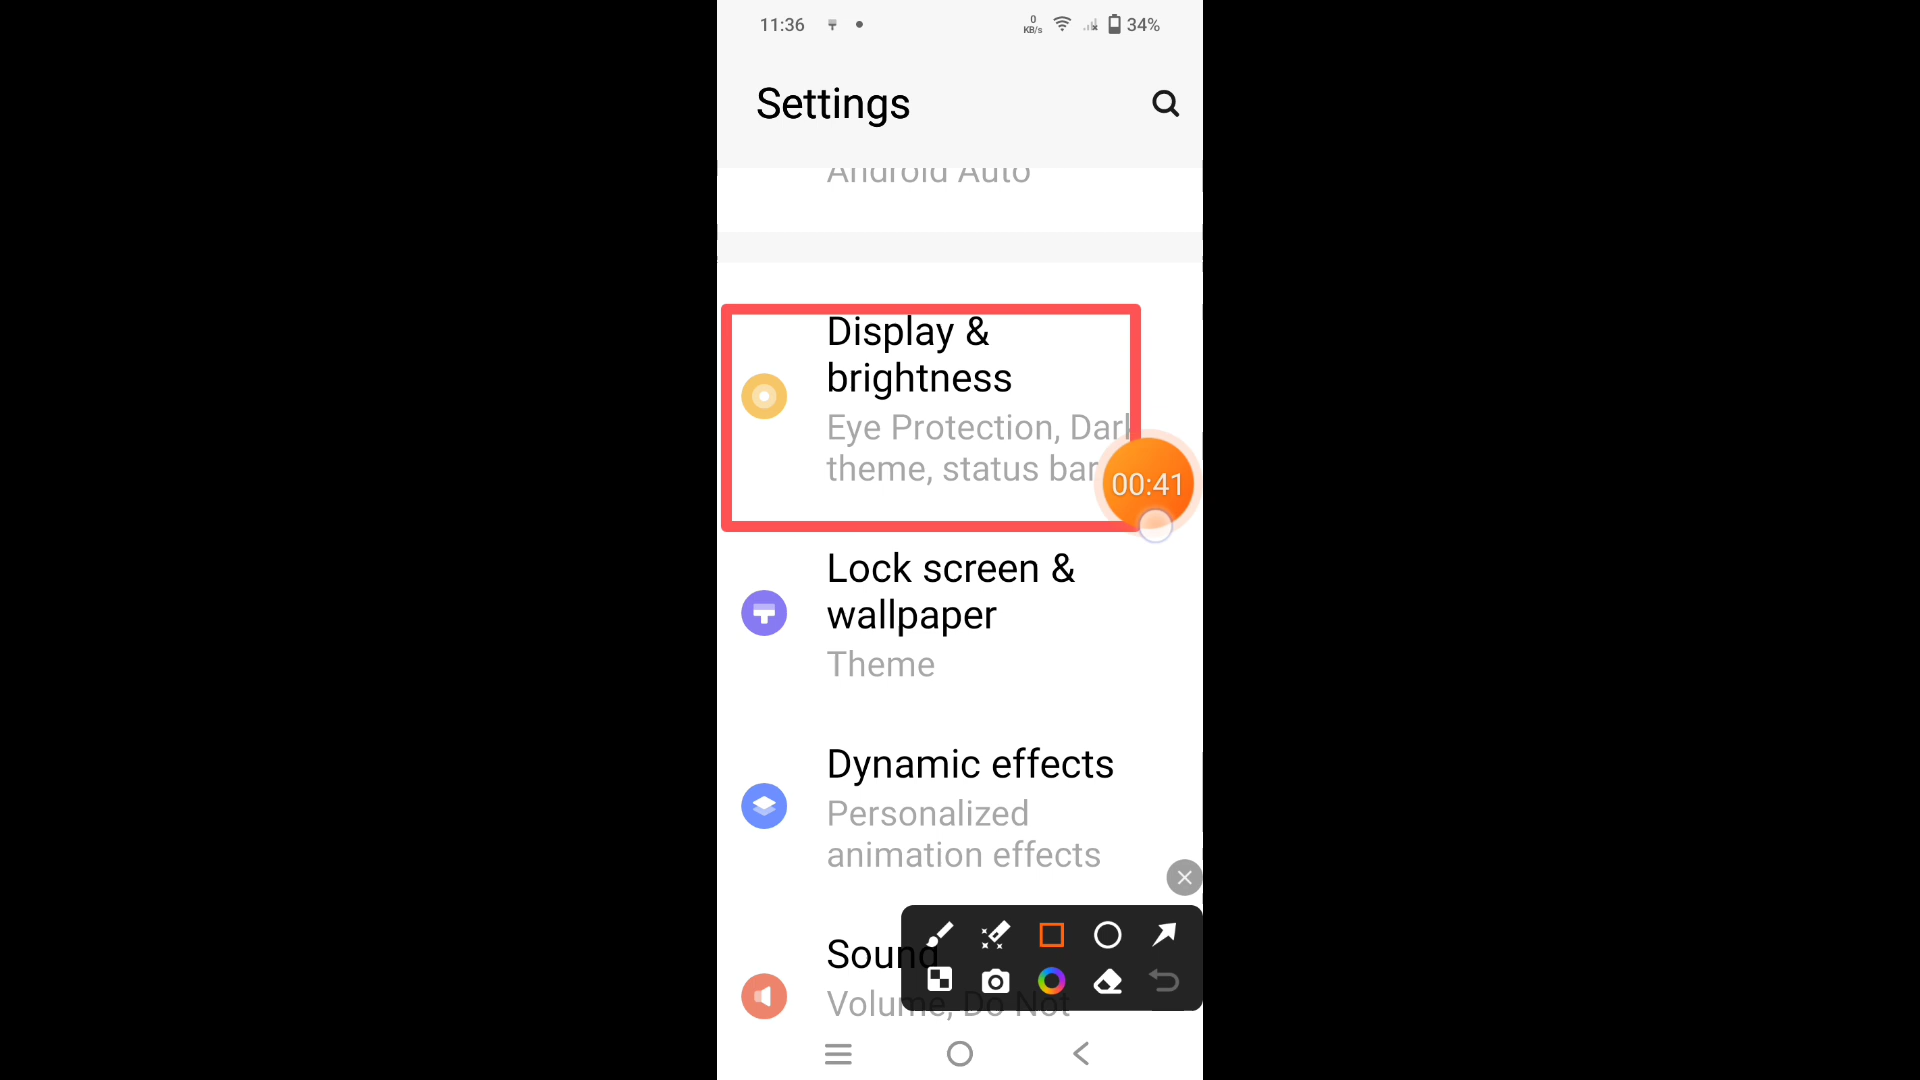 11:36
0
KB/s
34%
Settings
Android Auto
Display &
brightness
Eye Protection, Dark
theme, status bar
00:41
Lock screen &
wallpaper
Theme
Dynamic effects
Personalized
animation effects
Sound
Volume, Do Not